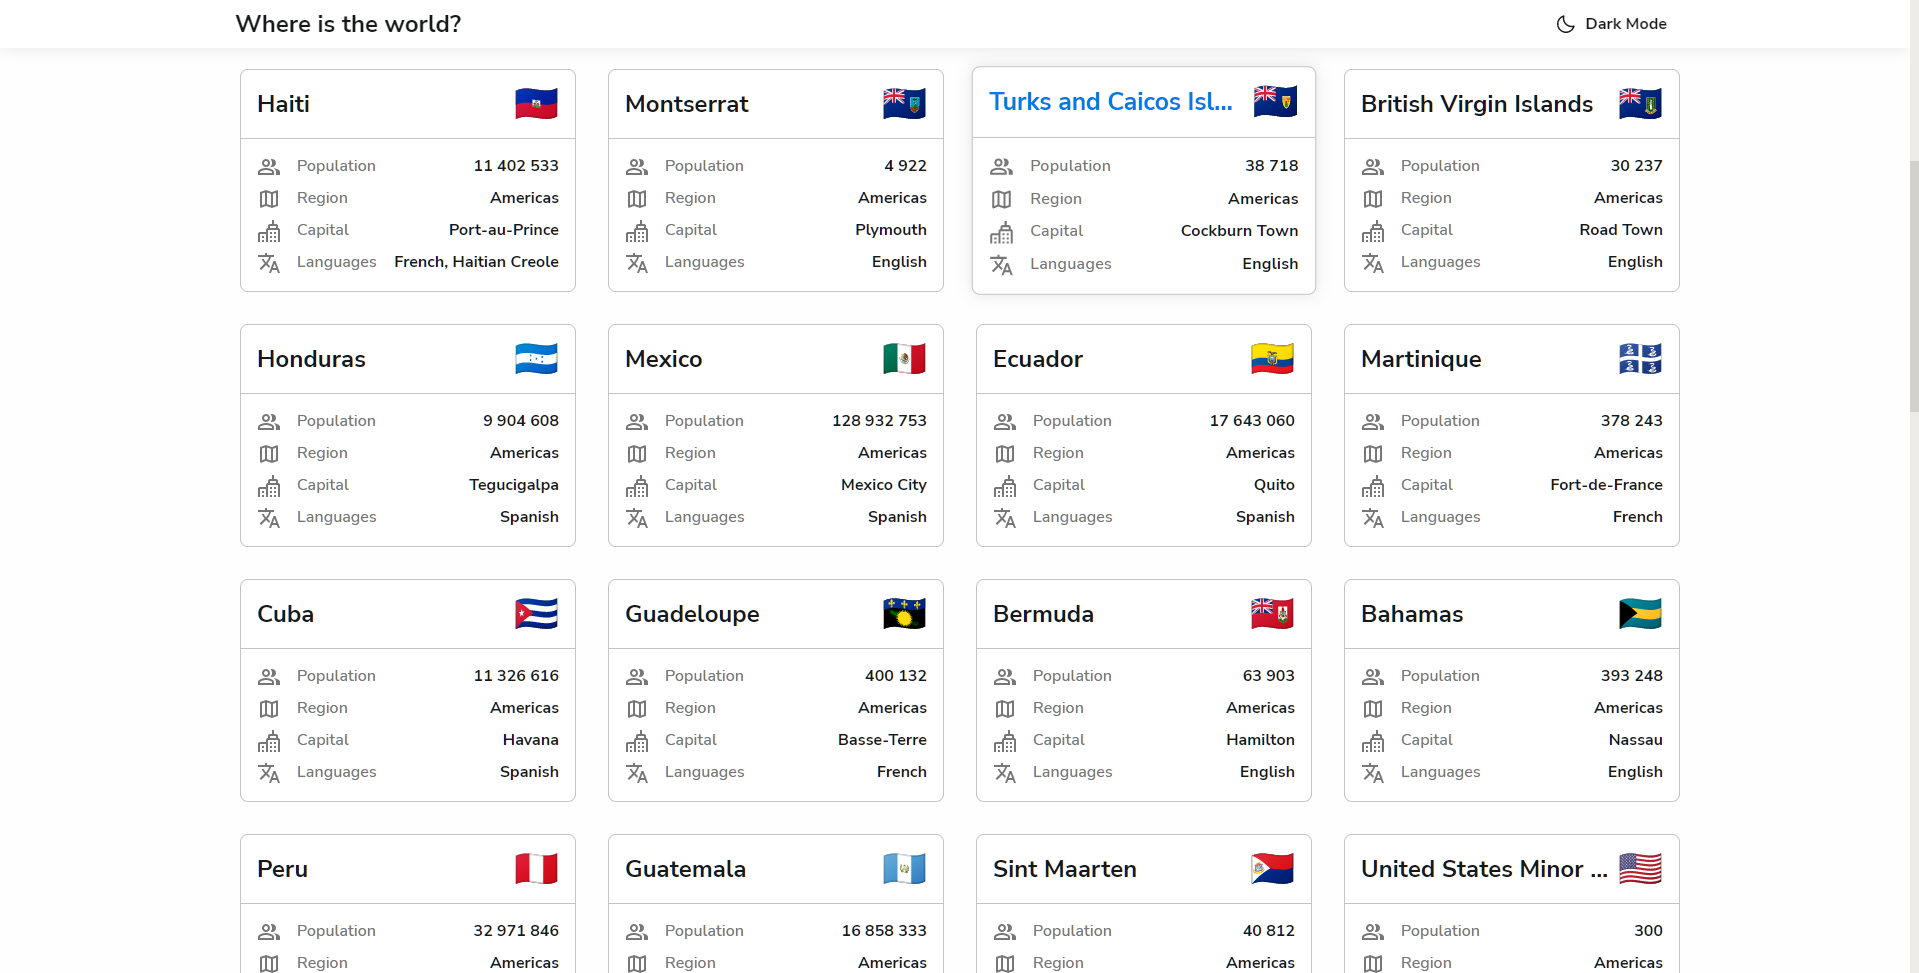 Where is the world?
Dark Mode
Haiti
Population 11 402 533
Region Americas
Capital Port-au-Prince
Languages French, Haitian Creole
Montserrat
Population 4 922
Region Americas
Capital Plymouth
Languages English
Turks and Caicos Isl...
Population 38 718
Region Americas
Capital Cockburn Town
Languages English
British Virgin Islands
Population 30 237
Region Americas
Capital Road Town
Languages English
Honduras
Population 9 904 608
Region Americas
Capital Tegucigalpa
Languages Spanish
Mexico
Population 128 932 753
Region Americas
Capital Mexico City
Languages Spanish
Ecuador
Population 17 643 060
Region Americas
Capital Quito
Languages Spanish
Martinique
Population 378 243
Region Americas
Capital Fort-de-France
Languages French
Cuba
Population 11 326 616
Region Americas
Capital Havana
Languages Spanish
Guadeloupe
Population 400 132
Region Americas
Capital Basse-Terre
Languages French
Bermuda
Population 63 903
Region Americas
Capital Hamilton
Languages English
Bahamas
Population 393 248
Region Americas
Capital Nassau
Languages English
Peru
Population 32 971 846
Region Americas
Guatemala
Population 16 858 333
Region Americas
Sint Maarten
Population 40 812
Region Americas
United States Minor ...
Population 300
Region Americas